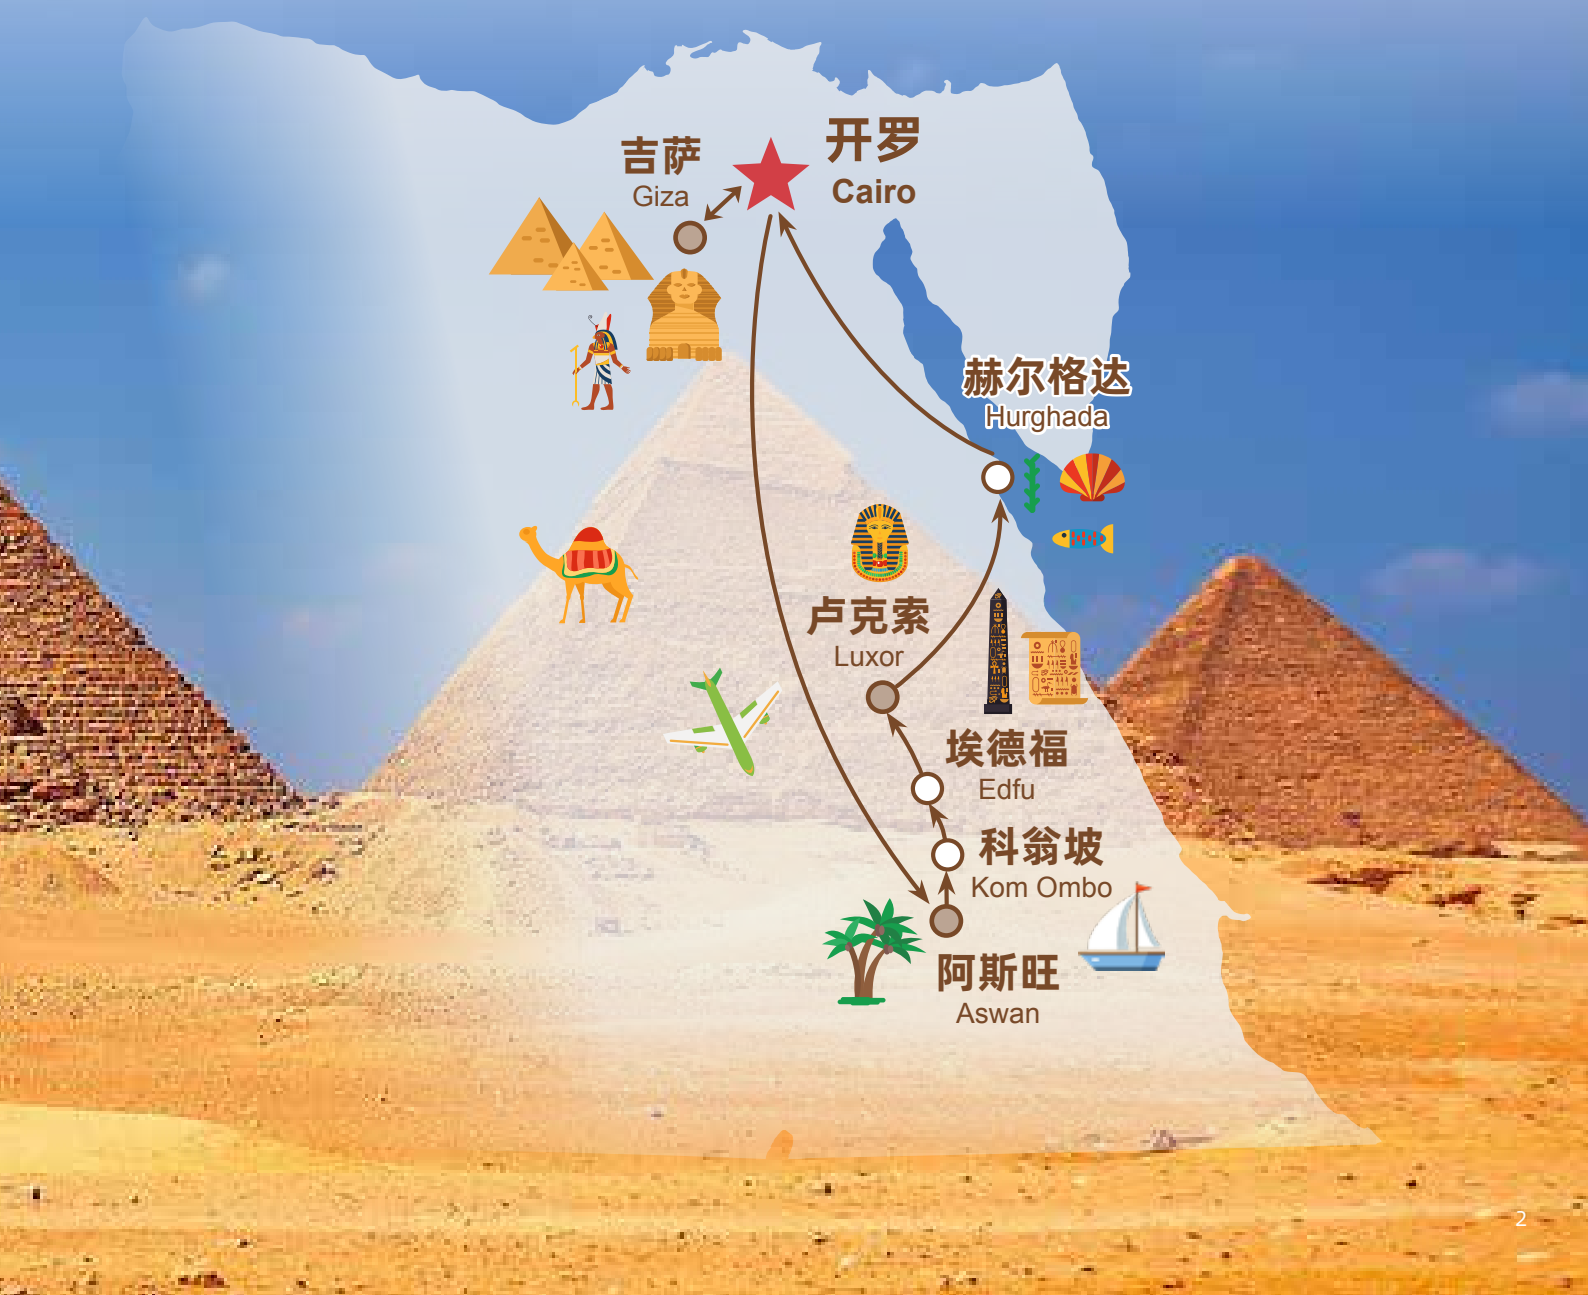 吉萨
Giza
开罗
Cairo
赫尔格达
Hurghada
卢克索
Luxor
埃德福
Edfu
科翁坡
Kom Ombo
阿斯旺
Aswan
2